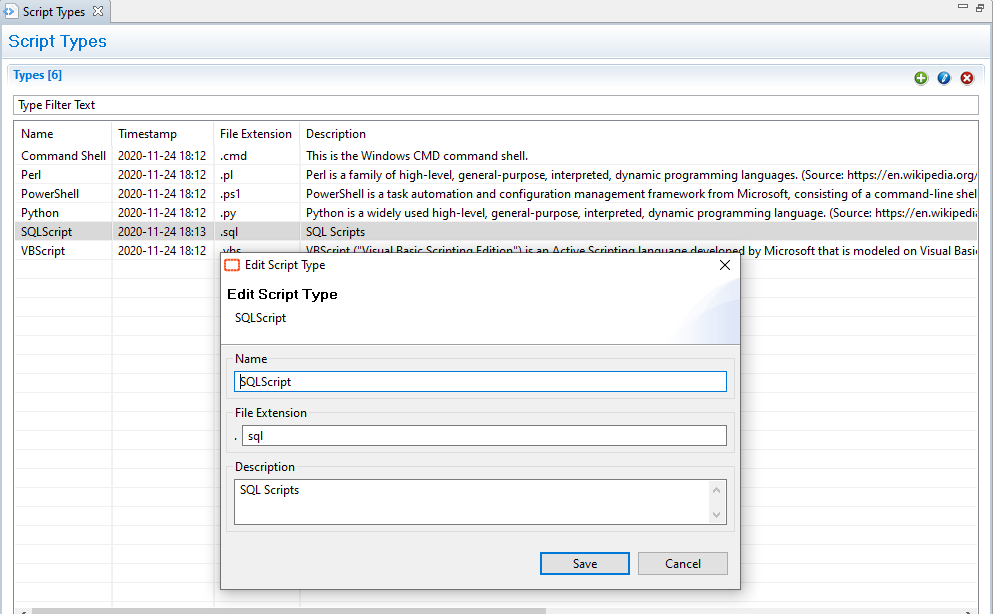 Script Types
Script Types
Types [6]
Type Filter Text
Name Timestamp File Extension Description
Command Shell 2020-11-24 18:12 .cmd This is the Windows CMD command shell.
Perl 2020-11-24 18:12 .pl Perl is a family of high-level, general-purpose, interpreted, dynamic programming languages. (Source: https://en.wikipedia.org/
PowerShell 2020-11-24 18:12 .ps1 PowerShell is a task automation and configuration management framework from Microsoft, consisting of a command-line shel
Python 2020-11-24 18:12 .py Python is a widely used high-level, general-purpose, interpreted, dynamic programming language. (Source: https://en.wikipedia
SQLScript 2020-11-24 18:13 .sql SQL Scripts
VBScript 2020-11-24 18:12 .vbs VBScript ("Visual Basic Scripting Edition") is an Active Scripting language developed by Microsoft that is modeled on Visual Basi
Edit Script Type
Edit Script Type
SQLScript
Name
SQLScript
File Extension
. sql
Description
SQL Scripts
Save Cancel